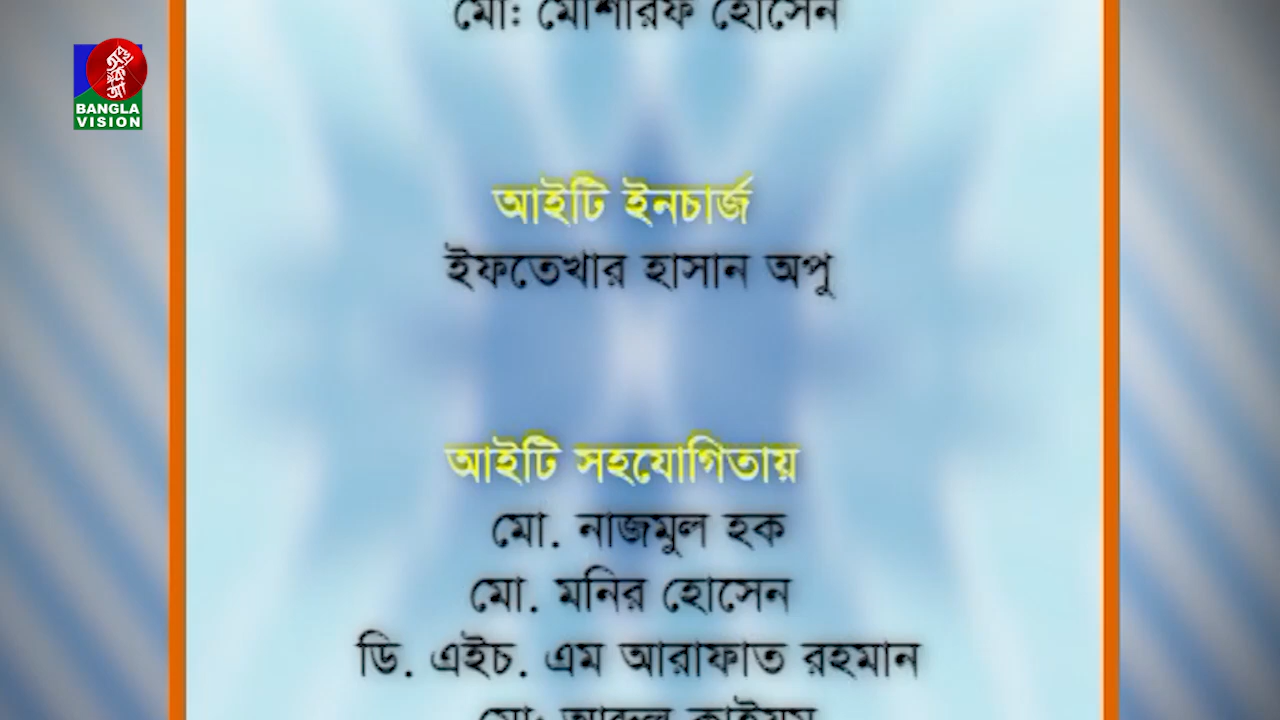 মো: মোশারফ হোসেন
BANGLA
VISION
আইটি ইনচার্জ
ইফতেখার হাসান অপু
আইটি সহযোগিতায়
মো. নাজমুল হক
মো. মনির হোসেন
ডি. এইচ. এম আরাফাত রহমান